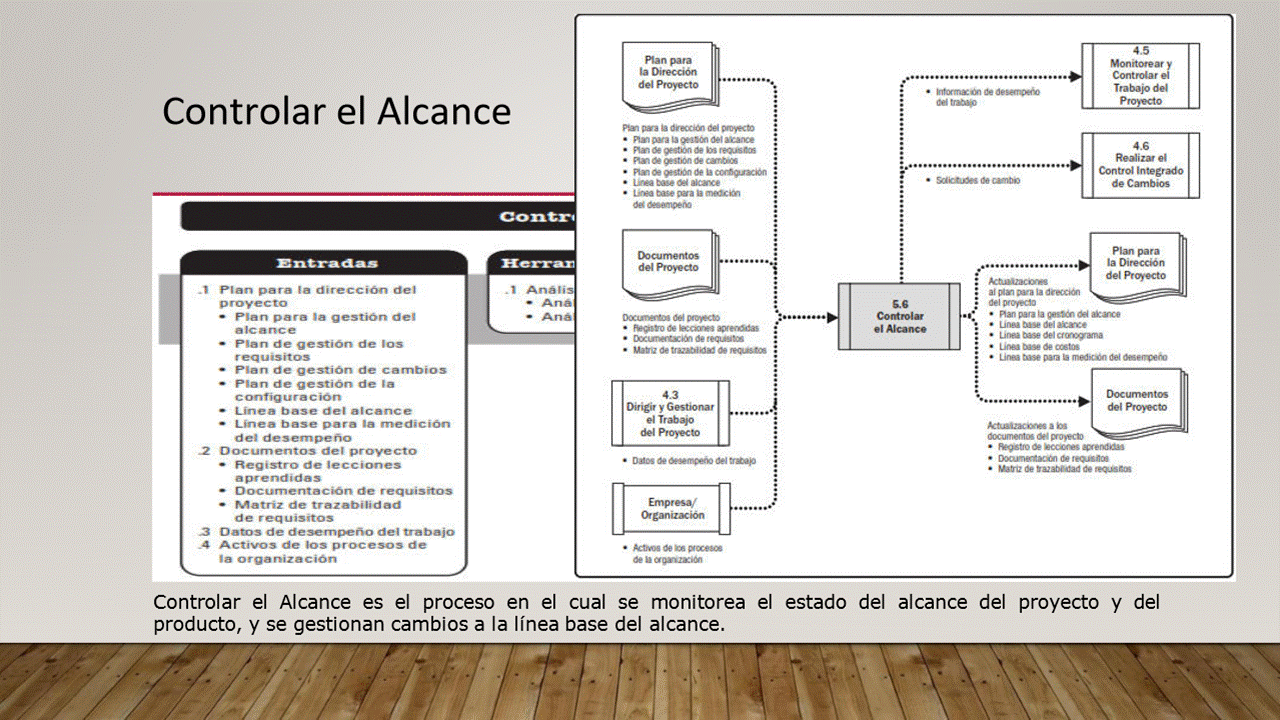 Controlar el Alcance
Contro
Entradas
.1 Plan para la dirección del
proyecto
• Plan para la gestión del
alcance
• Plan de gestión de los
requisitos
• Plan de gestión de cambios
• Plan de gestión de la
configuración
• Línea base del alcance
• Línea base para la medición
del desempeño
.2 Documentos del proyecto
• Registro de lecciones
aprendidas
• Documentación de requisitos
• Matriz de trazabilidad
de requisitos
.3 Datos de desempeño del trabajo
.4 Activos de los procesos de
la organización
Herran
.1 Análisis
• Aná
• Aná
Plan para
la Dirección
del Proyecto
Plan para la dirección del proyecto
• Plan para la gestión del alcance
• Plan de gestión de los requisitos
• Plan de gestión de cambios
• Plan de gestión de la configuración
• Línea base del alcance
• Línea base para la medición
del desempeño
Documentos
del Proyecto
Documentos del proyecto
• Registro de lecciones aprendidas
• Documentación de requisitos
• Matriz de trazabilidad de requisitos
4.3
Dirigir y Gestionar
el Trabajo
del Proyecto
• Datos de desempeño del trabajo
Empresa/
Organización
• Activos de los procesos
de la organización
5.6
Controlar
el Alcance
• Información de desempeño
del trabajo
4.5
Monitorear y
Controlar el
Trabajo del
Proyecto
• Solicitudes de cambio
4.6
Realizar el
Control Integrado
de Cambios
Plan para
la Dirección
del Proyecto
Actualizaciones
al plan para la dirección
del proyecto
• Plan para la gestión del alcance
• Línea base del alcance
• Línea base del cronograma
• Línea base de costos
• Línea base para la medición del desempeño
Documentos
del Proyecto
Actualizaciones a los
documentos del proyecto
• Registro de lecciones aprendidas
• Documentación de requisitos
• Matriz de trazabilidad de requisitos
Controlar el Alcance es el proceso en el cual se monitorea el estado del alcance del proyecto y del
producto, y se gestionan cambios a la línea base del alcance.